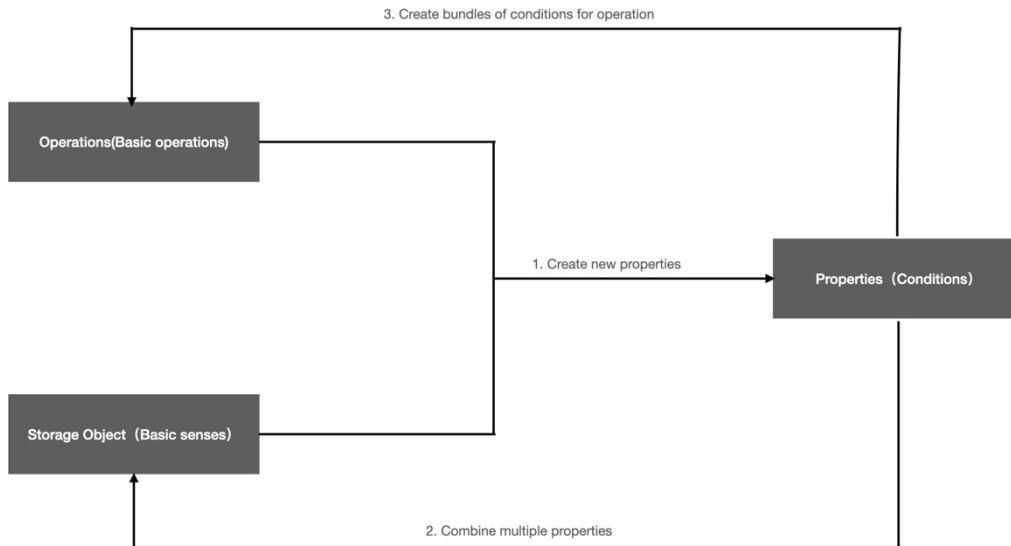 3. Create bundles of conditions for operation
Operations(Basic operations)
1. Create new properties
Properties（Conditions）
Storage Object（Basic senses）
2. Combine multiple properties